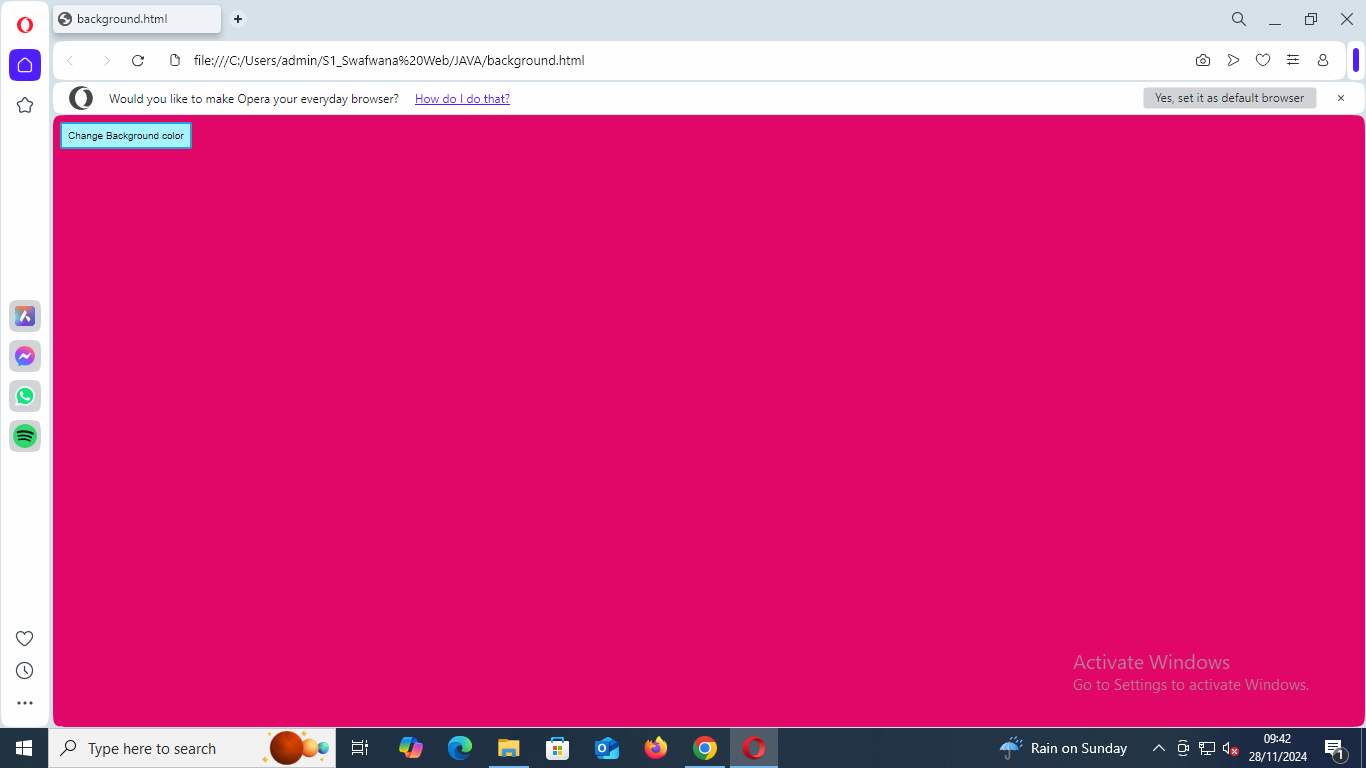 background.html
file:///C:/Users/admin/S1_Swafwana%20Web/JAVA/background.html
Would you like to make Opera your everyday browser? How do I do that? Yes, set it as default browser
Change Background color
Activate Windows
Go to Settings to activate Windows.
Type here to search
Rain on Sunday
09:42
28/11/2024
1